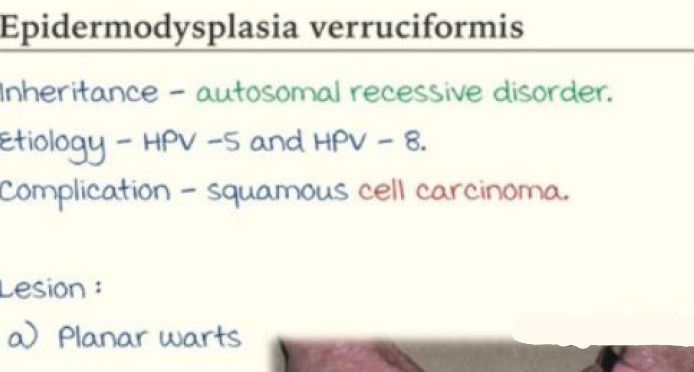 Epidermodysplasia verruciformis
Inheritance - autosomal recessive disorder.
Etiology - HPV -5 and HPV - 8.
Complication - squamous cell carcinoma.
Lesion :
a) Planar warts